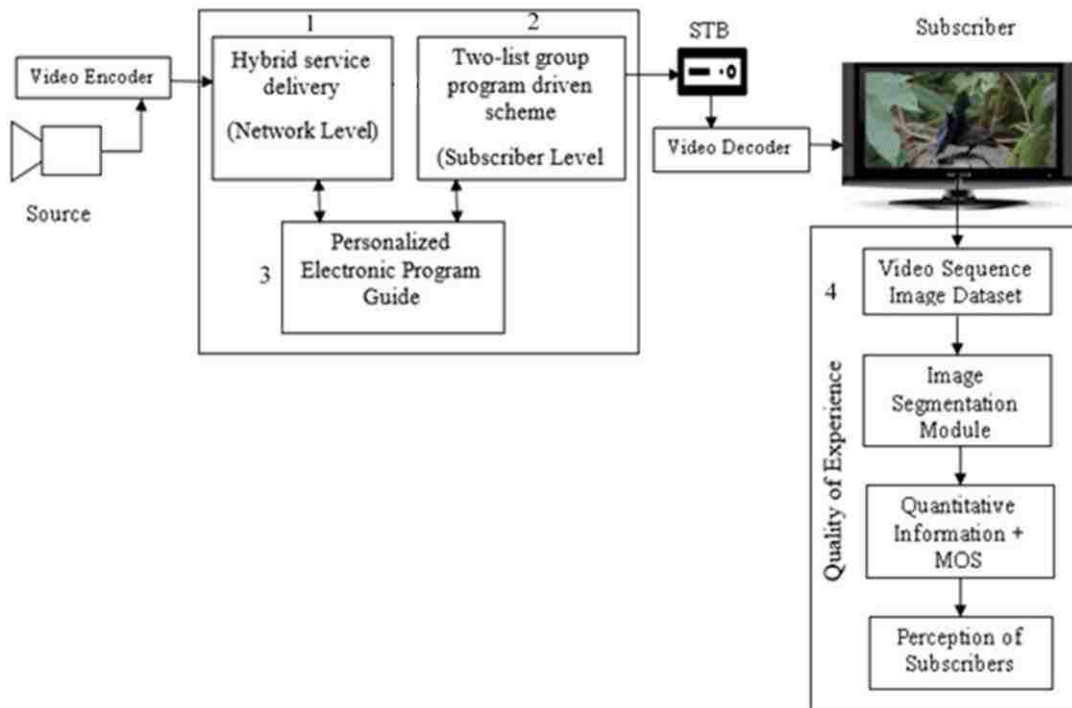 1
2
STB
Subscriber
Video Encoder
Hybrid service
delivery
(Network Level)
Two-list group
program driven
scheme
(Subscriber Level
Video Decoder
Source
3
Personalized
Electronic Program
Guide
4
Quality of Experience
Video Sequence
Image Dataset
Image
Segmentation
Module
Quantitative
Information +
MOS
Perception of
Subscribers